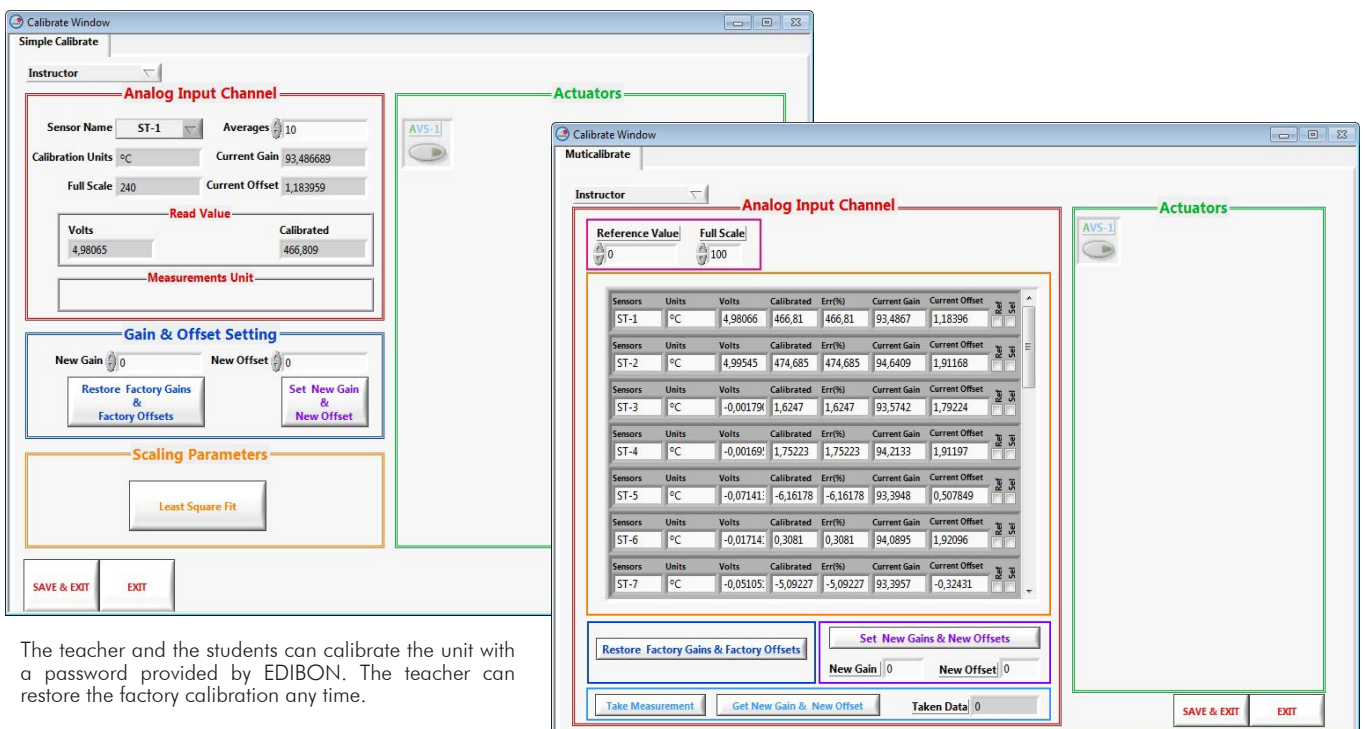 Calibrate Window
Simple Calibrate
Instructor
Analog Input Channel
Sensor Name ST-1 Averages 10
Calibration Units ºC Current Gain 93,486689
Full Scale 240 Current Offset 1,183959
Read Value
Volts Calibrated
4,98065 466,809
Measurements Unit
Gain & Offset Setting
New Gain 0 New Offset 0
Restore Factory Gains
&
Factory Offsets
Set New Gain
&
New Offset
Scaling Parameters
Least Square Fit
SAVE & EXIT EXIT
Actuators
AVS-1
The teacher and the students can calibrate the unit with
a password provided by EDIBON. The teacher can
restore the factory calibration any time.
Calibrate Window
Muticalibrate
Instructor
Analog Input Channel
Reference Value Full Scale
0 100
Sensors Units Volts Calibrated Err(%) Current Gain Current Offset Ref Sel
ST-1 ºC 4,98066 466,81 466,81 93,4867 1,18396
Sensors Units Volts Calibrated Err(%) Current Gain Current Offset Ref Sel
ST-2 ºC 4,99545 474,685 474,685 94,6409 1,91168
Sensors Units Volts Calibrated Err(%) Current Gain Current Offset Ref Sel
ST-3 ºC 1,6247 1,6247 93,5742 1,79224
Sensors Units Volts Calibrated Err(%) Current Gain Current Offset Ref Sel
ST-4 ºC 1,75223 1,75223 94,2133 1,91197
Sensors Units Volts Calibrated Err(%) Current Gain Current Offset Ref Sel
ST-5 ºC -6,16178 -6,16178 93,3948 0,507849
Sensors Units Volts Calibrated Err(%) Current Gain Current Offset Ref Sel
ST-6 ºC 0,3081 0,3081 94,0895 1,92096
Sensors Units Volts Calibrated Err(%) Current Gain Current Offset Ref Sel
ST-7 ºC -5,09227 -5,09227 93,3957 -0,32431
Restore Factory Gains & Factory Offsets
Set New Gains & New Offsets
New Gain 0 New Offset 0
Take Measurement Get New Gain & New Offset Taken Data 0
Actuators
AVS-1
SAVE & EXIT EXIT